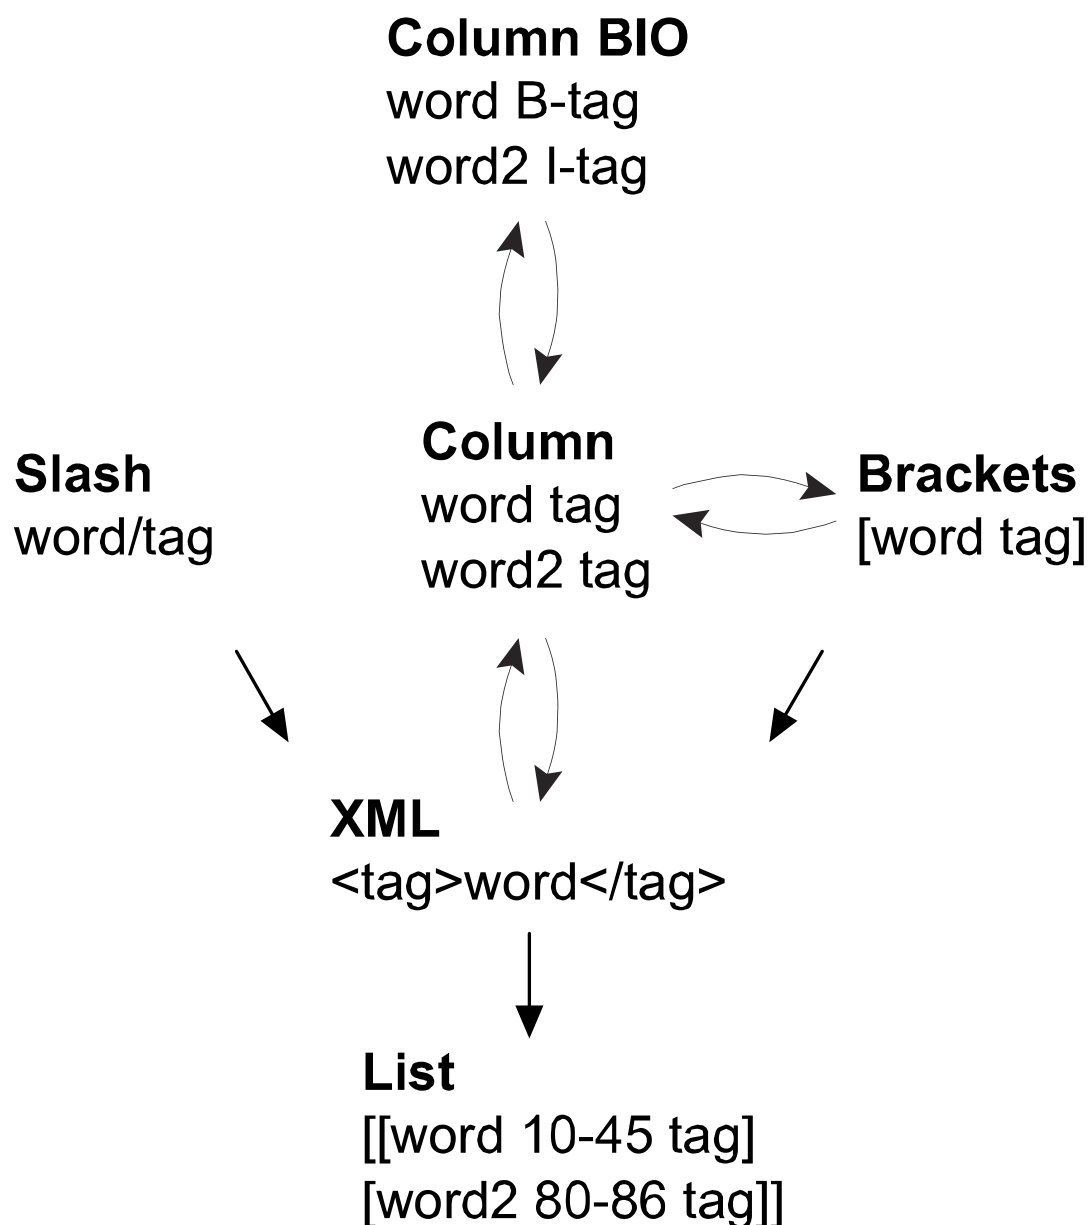 Column BIO
word B-tag
word2 I-tag
Slash
word/tag
Column
word tag
word2 tag
Brackets
[word tag]
XML
<tag>word</tag>
List
[[word 10-45 tag]
[word2 80-86 tag]]